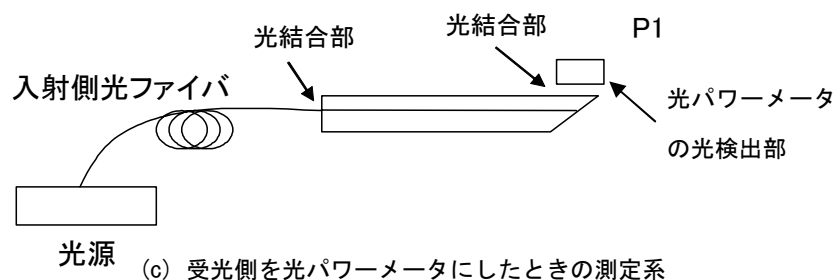 光結合部
光結合部
P1
入射側光ファイバ
光パワーメータ
の光検出部
光源
(c) 受光側を光パワーメータにしたときの測定系